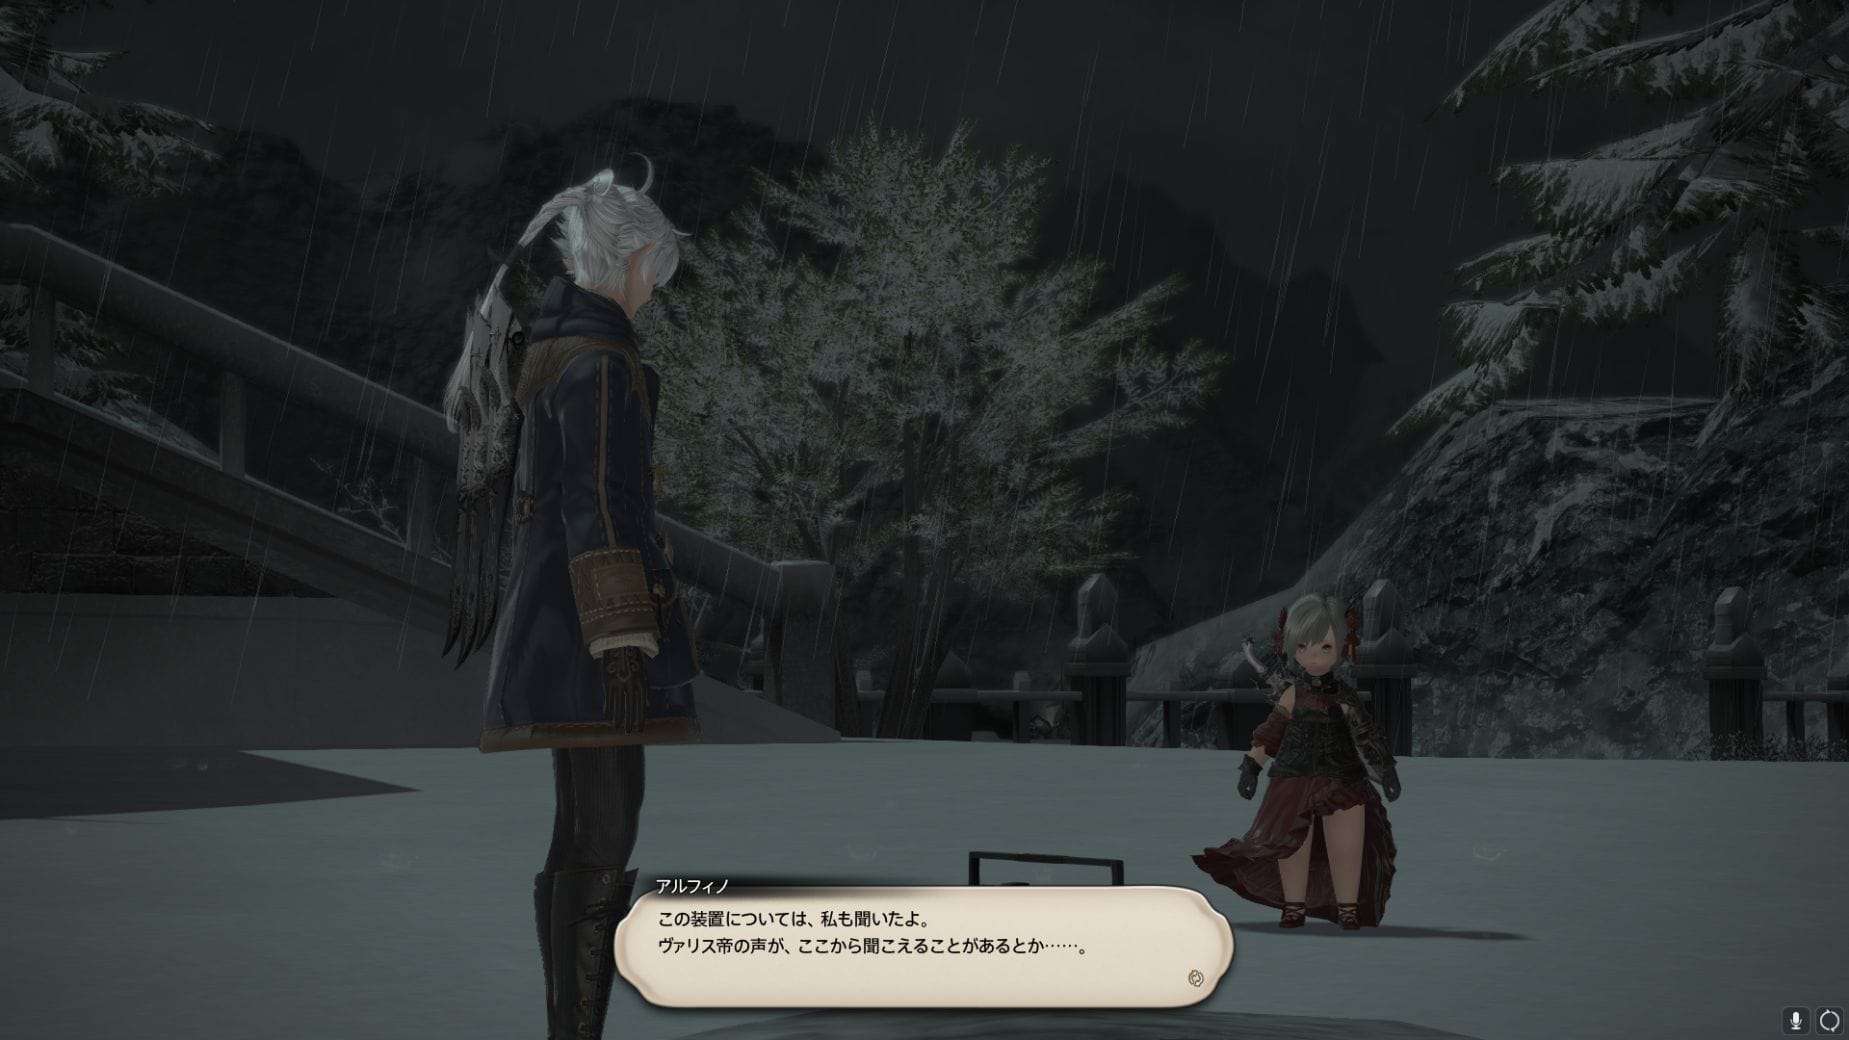 アルフィノ
この装置については、私も聞いたよ。
ヴァリス帝の声が、ここから聞こえることがあるとか……。